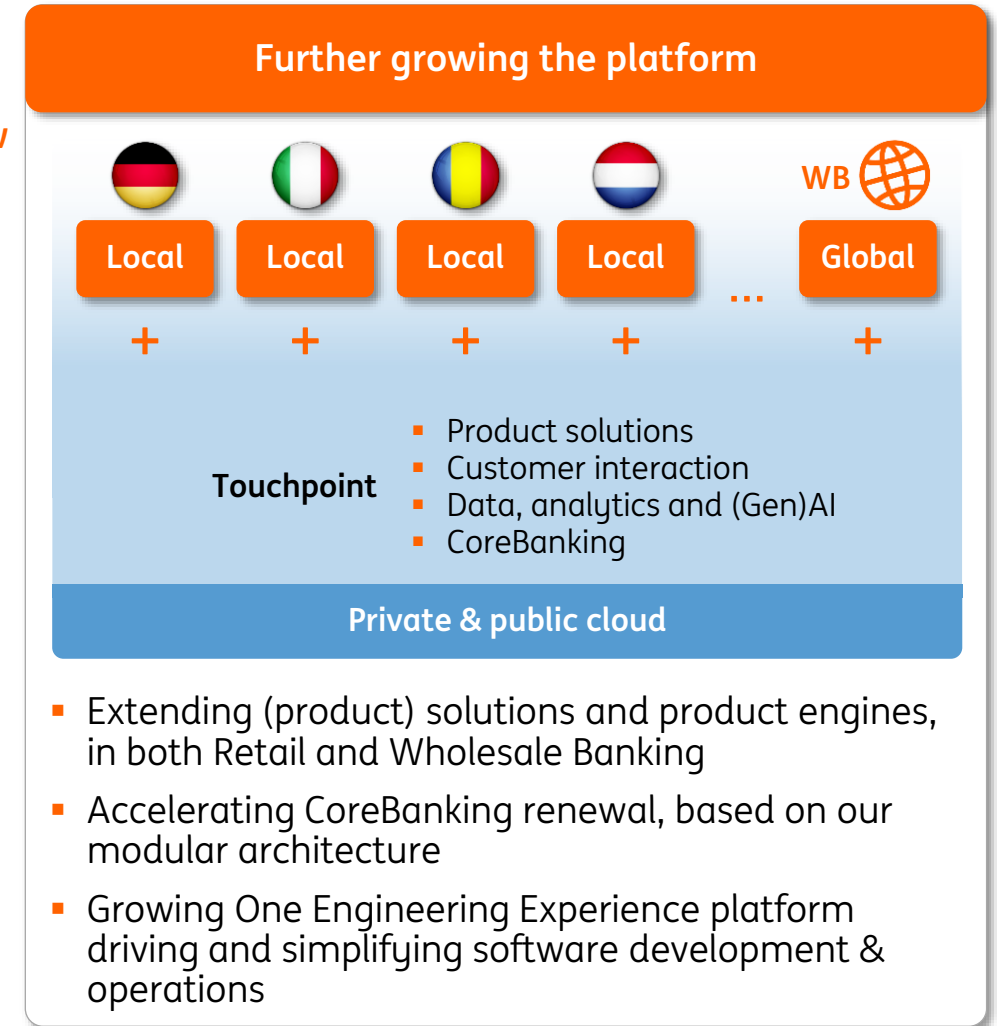 Further growing the platform
WB
Local Local Local Local ... Global
+ + + + +
Touchpoint
▪ Product solutions
▪ Customer interaction
▪ Data, analytics and (Gen)AI
▪ CoreBanking
Private & public cloud
▪ Extending (product) solutions and product engines,
in both Retail and Wholesale Banking
▪ Accelerating CoreBanking renewal, based on our
modular architecture
▪ Growing One Engineering Experience platform
driving and simplifying software development &
operations